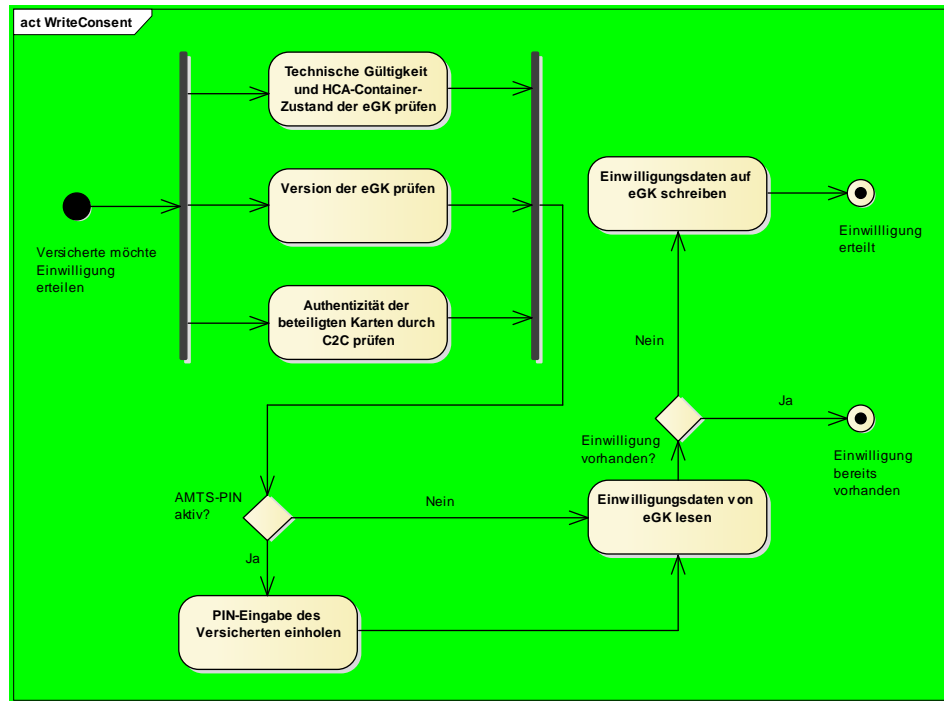 act WriteConsent
Technische Gültigkeit
und HCA-Container-
Zustand der eGK prüfen
Version der eGK prüfen
Authentizität der
beteiligten Karten durch
C2C prüfen
Versicherte möchte
Einwilligung
erteilen
Einwilligungsdaten auf
eGK schreiben
Einwillligung
erteilt
Nein
Ja
Einwilligung
vorhanden?
Einwilligung
bereits
vorhanden
AMTS-PIN
aktiv?
Nein
Einwilligungsdaten von
eGK lesen
Ja
PIN-Eingabe des
Versicherten einholen